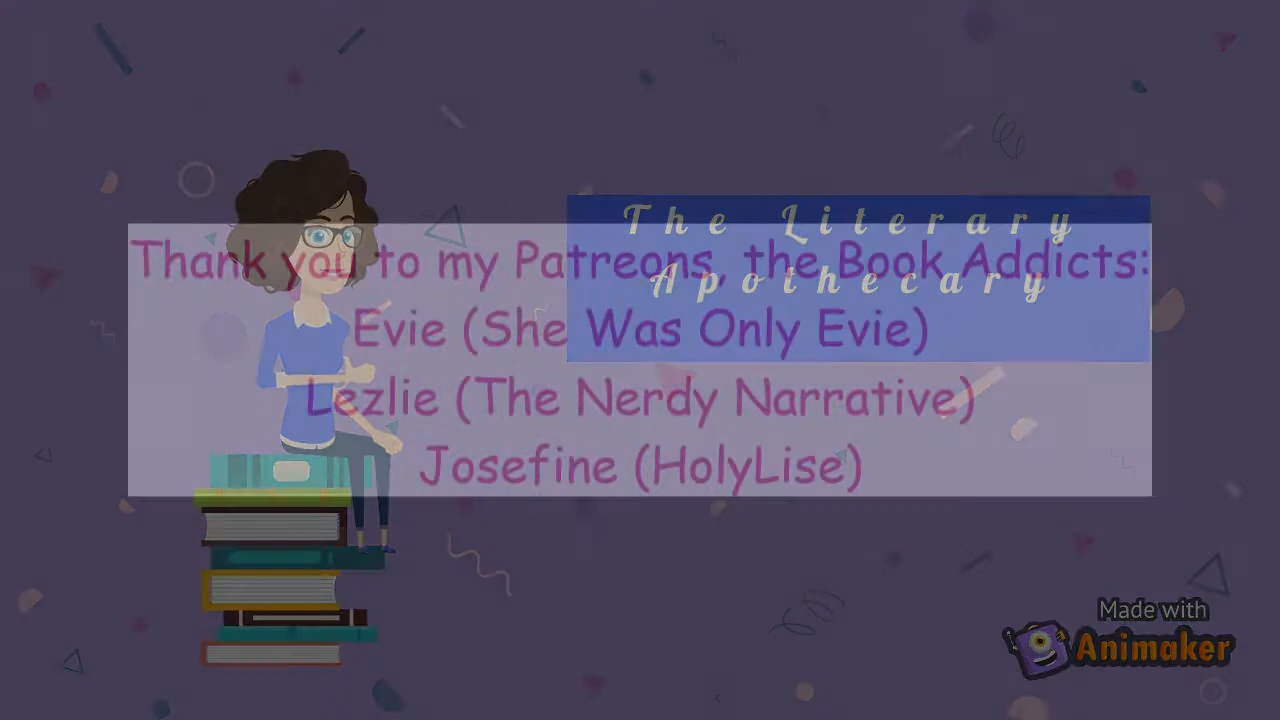 The Literary
Apothecary
Thank you to my Patreons, the Book Addicts:
Evie (She Was Only Evie)
Lezlie (The Nerdy Narrative)
Josefine (HolyLise)
Made with
Animaker